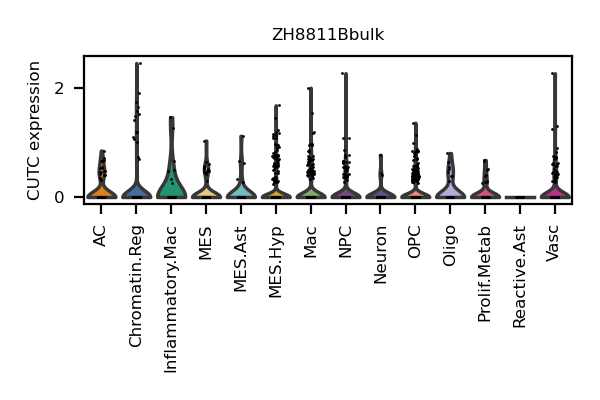 ZH8811Bbulk
CUTC expression
2
0
AC
Chromatin.Reg
Inflammatory.Mac
MES
MES.Ast
MES.Hyp
Mac
NPC
Neuron
OPC
Oligo
Prolif.Metab
Reactive.Ast
Vasc